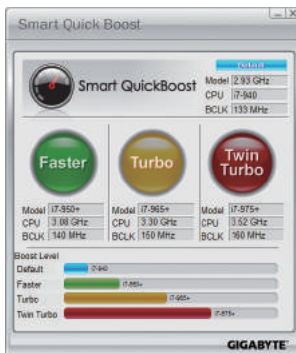 Smart Quick Boost
Default
Smart QuickBoost
Model 2.93 GHz
CPU i7-940
BCLK 133 MHz
Faster
Turbo
Twin Turbo
Model i7-950+
CPU 3.08 GHz
BCLK 140 MHz
Model i7-965+
CPU 3.30 GHz
BCLK 150 MHz
Model i7-975+
CPU 3.52 GHz
BCLK 160 MHz
Boost Level
Default i7-940
Faster i7-950+
Turbo i7-965+
Twin Turbo i7-975+
GIGABYTE